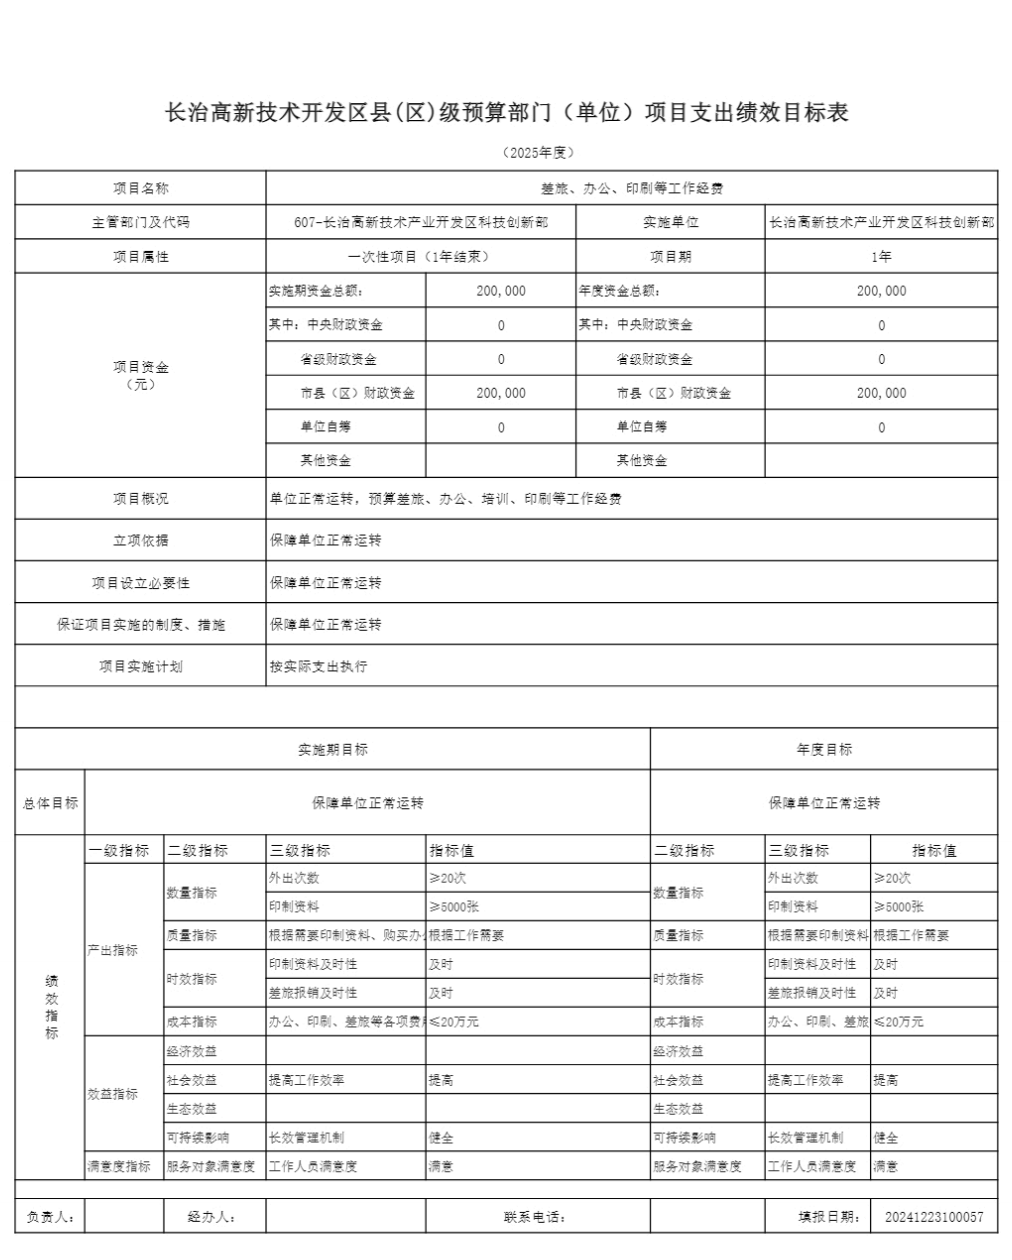 长治高新技术开发区县(区)级预算部门（单位）项目支出绩效目标表
（2025年度）
项目名称 差旅、办公、印刷等工作经费
主管部门及代码 607-长治高新技术产业开发区科技创新部 实施单位 长治高新技术产业开发区科技创新部
项目属性 一次性项目（1年结束） 项目期 1年
项目资金
（元）
实施期资金总额： 200,000 年度资金总额： 200,000
其中：中央财政资金 0 其中：中央财政资金 0
省级财政资金 0 省级财政资金 0
市县（区）财政资金 200,000 市县（区）财政资金 200,000
单位自筹 0 单位自筹 0
其他资金 其他资金
项目概况 单位正常运转，预算差旅、办公、培训、印刷等工作经费
立项依据 保障单位正常运转
项目设立必要性 保障单位正常运转
保证项目实施的制度、措施 保障单位正常运转
项目实施计划 按实际支出执行
实施期目标 年度目标
总体目标 保障单位正常运转 保障单位正常运转
绩效指标
一级指标 二级指标 三级指标 指标值 二级指标 三级指标 指标值
产出指标
数量指标 外出次数 ≥20次 数量指标 外出次数 ≥20次
印制资料 ≥5000张 印制资料 ≥5000张
质量指标 根据需要印制资料、购买办 根据工作需要 质量指标 根据需要印制资料 根据工作需要
时效指标 印制资料及时性 及时 时效指标 印制资料及时性 及时
差旅报销及时性 及时 差旅报销及时性 及时
成本指标 办公、印刷、差旅等各项费 ≤20万元 成本指标 办公、印刷、差旅 ≤20万元
效益指标
经济效益 经济效益
社会效益 提高工作效率 提高 社会效益 提高工作效率 提高
生态效益 生态效益
可持续影响 长效管理机制 健全 可持续影响 长效管理机制 健全
满意度指标 服务对象满意度 工作人员满意度 满意 服务对象满意度 工作人员满意度 满意
负责人： 经办人： 联系电话： 填报日期： 20241223100057